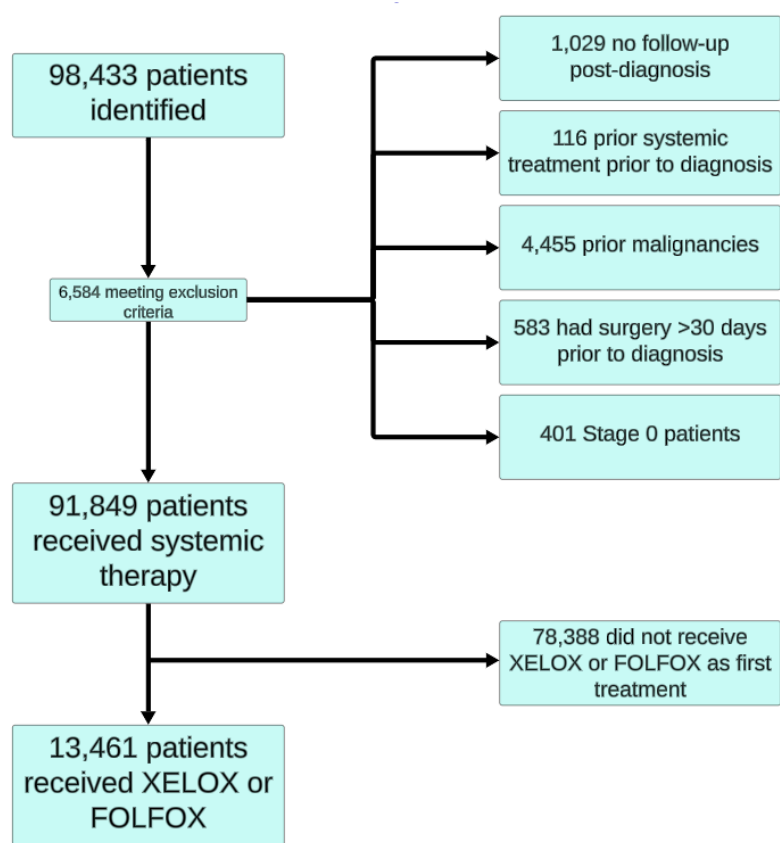 98,433 patients
identified
1,029 no follow-up
post-diagnosis
116 prior systemic
treatment prior to diagnosis
4,455 prior malignancies
6,584 meeting exclusion
criteria
583 had surgery >30 days
prior to diagnosis
401 Stage 0 patients
91,849 patients
received systemic
therapy
78,388 did not receive
XELOX or FOLFOX as first
treatment
13,461 patients
received XELOX or
FOLFOX